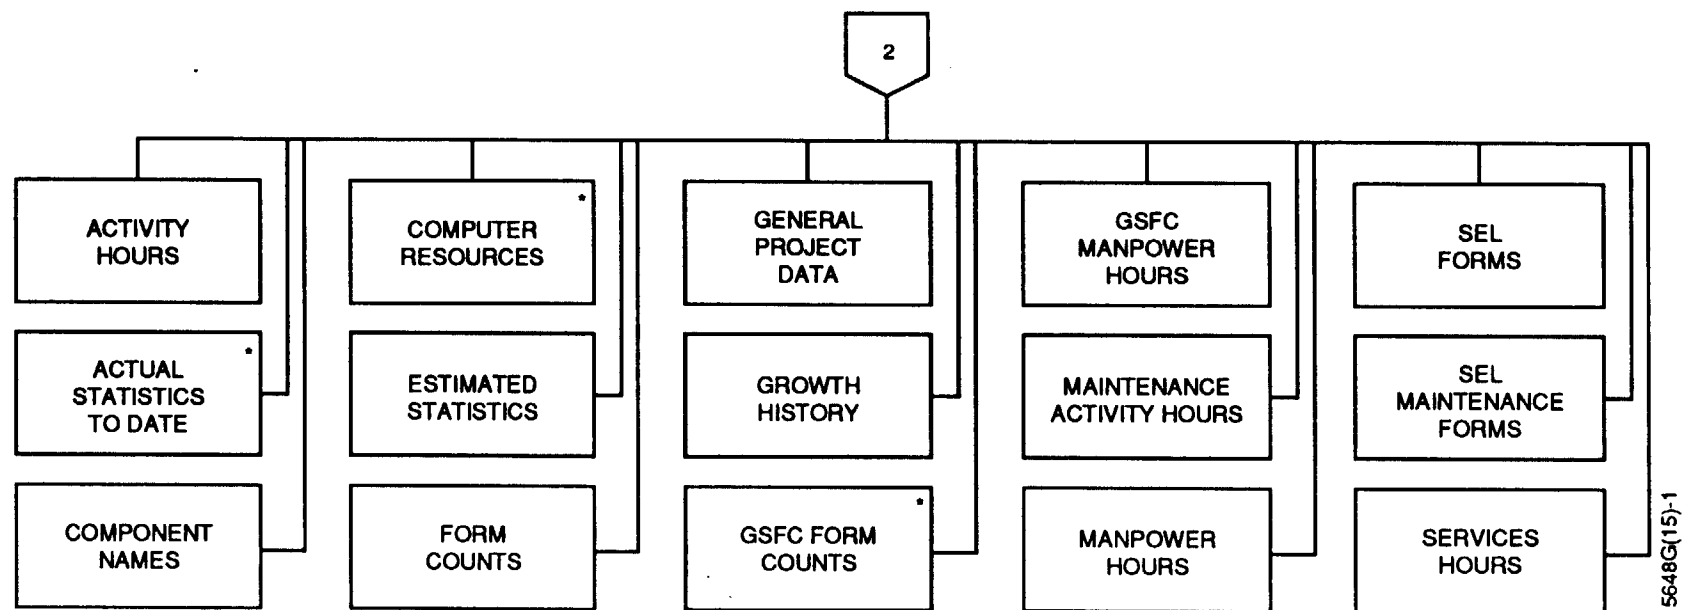 2
ACTIVITY
HOURS
COMPUTER
RESOURCES
*
GENERAL
PROJECT
DATA
GSFC
MANPOWER
HOURS
SEL
FORMS
ACTUAL
STATISTICS
TO DATE
*
ESTIMATED
STATISTICS
GROWTH
HISTORY
MAINTENANCE
ACTIVITY HOURS
SEL
MAINTENANCE
FORMS
COMPONENT
NAMES
FORM
COUNTS
GSFC FORM
COUNTS
*
MANPOWER
HOURS
SERVICES
HOURS
5648G(15)-1